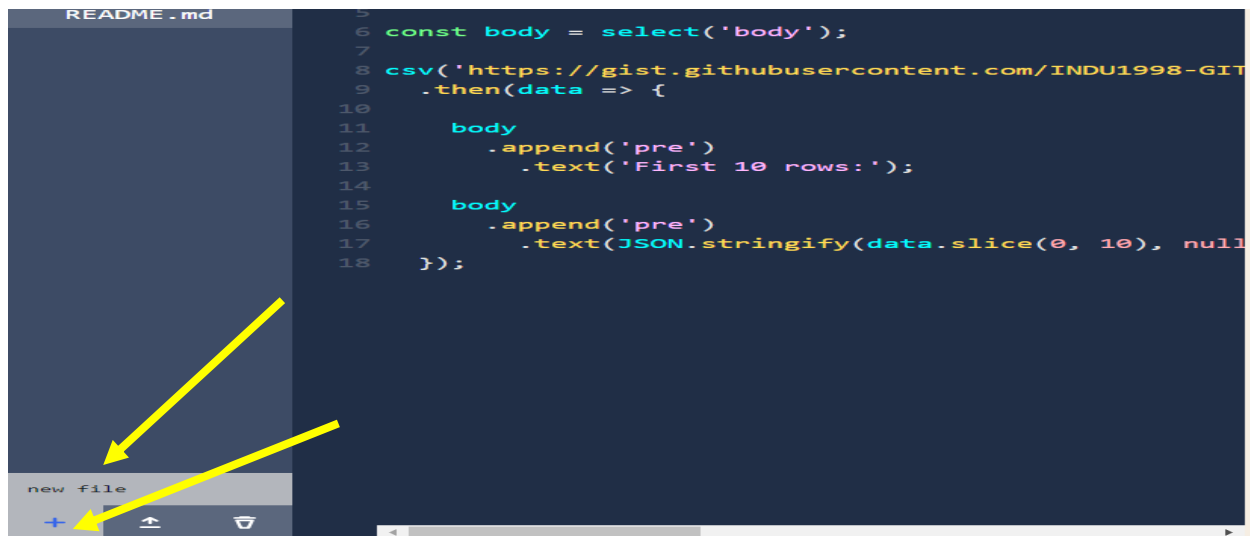 README.md
5
6 const body = select('body');
7
8 csv('https://gist.githubusercontent.com/INDU1998-GIT
9 .then(data => {
10
11 body
12 .append('pre')
13 .text('First 10 rows:');
14
15 body
16 .append('pre')
17 .text(JSON.stringify(data.slice(0, 10), null
18 });
new file